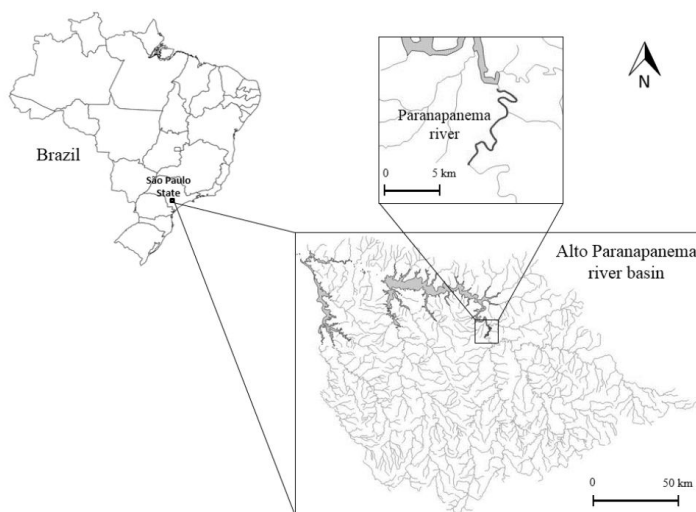 Brazil
São Paulo
State
Paranapanema
river
0 5 km
N
Alto Paranapanema
river basin
0 50 km